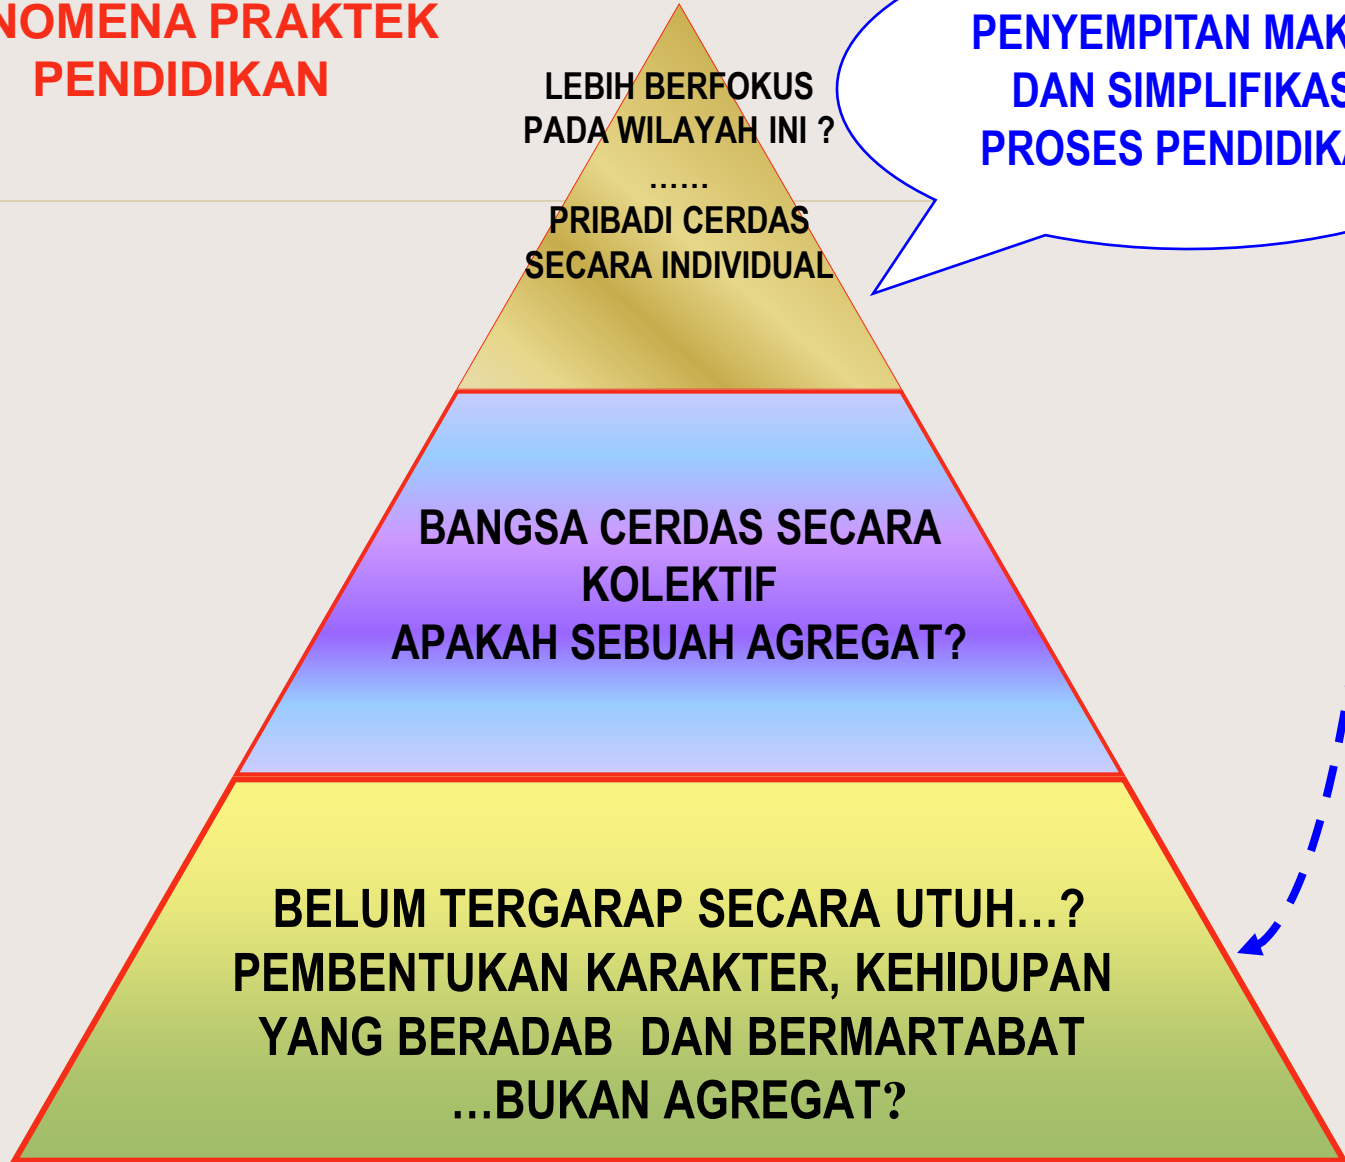 PRAKTEK
PENDIDIKAN
LEBIH BERFOKUS
PADA WILAYAH INI ?
......
PRIBADI CERDAS
SECARA INDIVIDUAL
PENYEMPITAN
DAN
PROSES
BANGSA CERDAS SECARA
KOLEKTIF
APAKAH SEBUAH AGREGAT?
BELUM TERGARAP SECARA UTUH...?
PEMBENTUKAN KARAKTER, KEHIDUPAN
YANG BERADAB  DAN BERMARTABAT
...BUKAN AGREGAT?